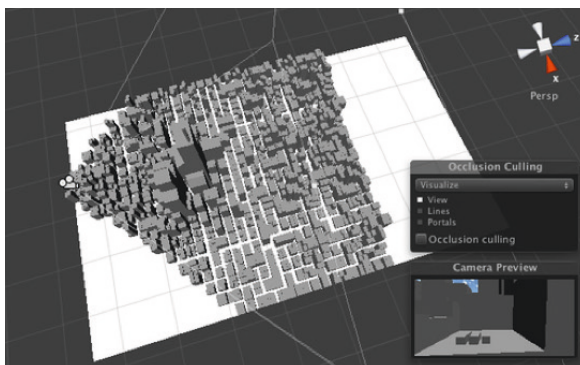 z
x
Persp
Occlusion Culling
Visualize
View
Lines
Portals
Occlusion culling
Camera Preview